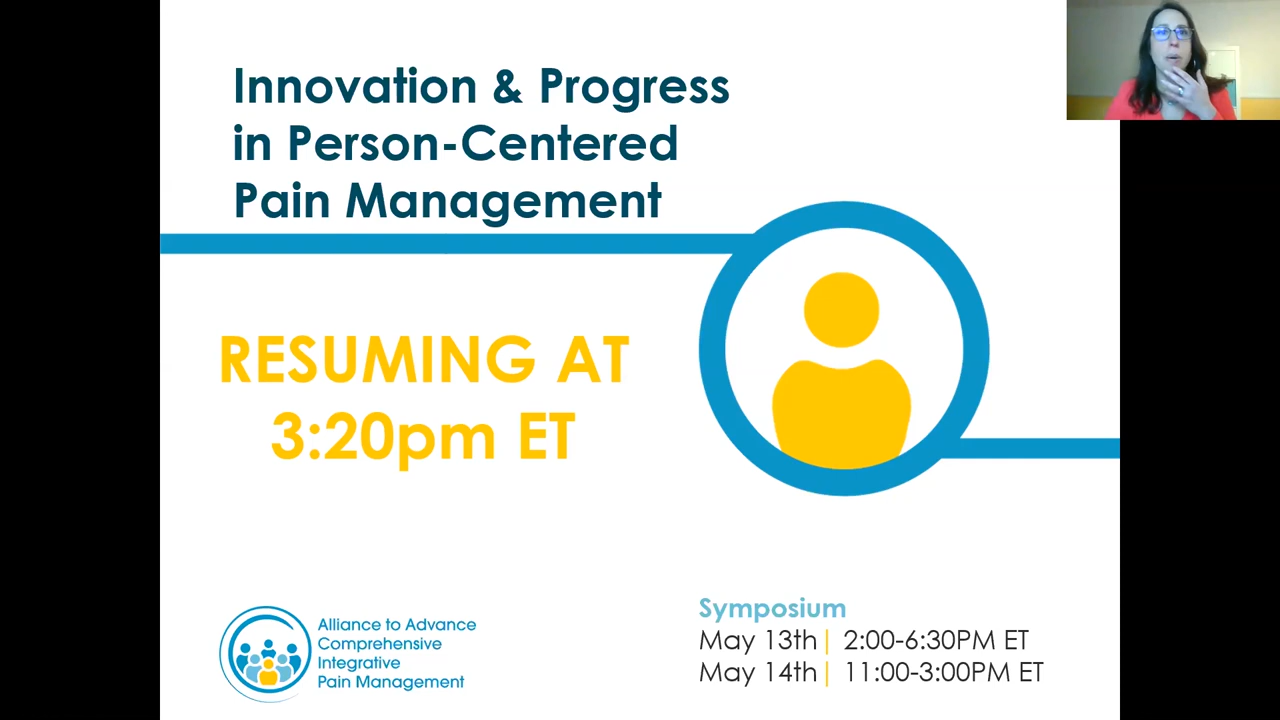 Innovation & Progress
in Person-Centered
Pain Management
RESUMING AT
3:20pm ET
Alliance to Advance
Comprehensive
Integrative
Pain Management
Symposium
May 13th| 2:00-6:30PM ET
May 14th| 11:00-3:00PM ET